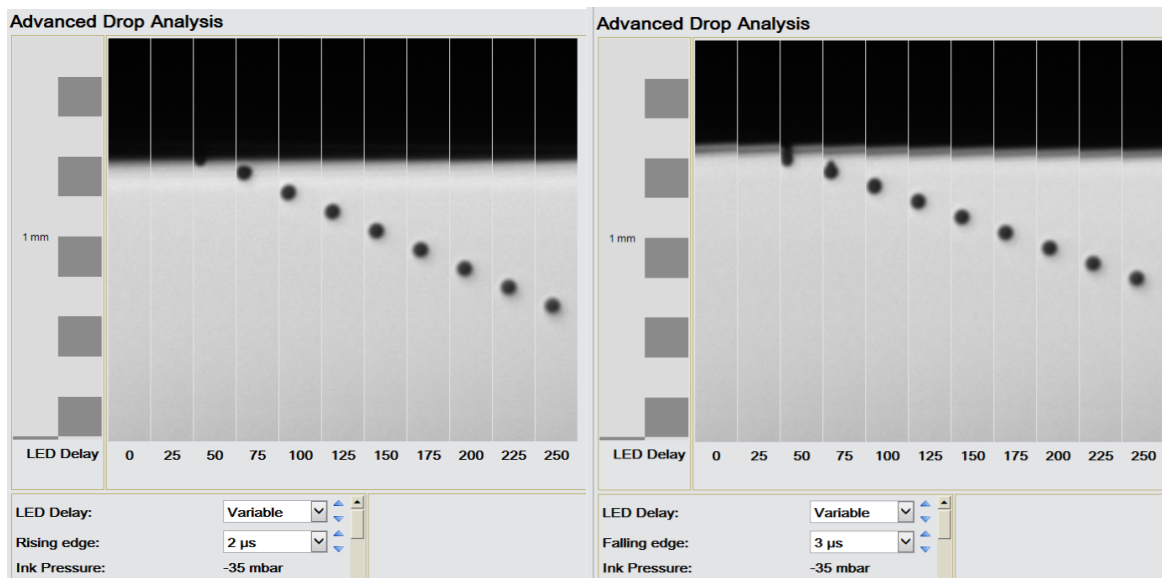 Advanced Drop Analysis
1 mm
LED Delay 0 25 50 75 100 125 150 175 200 225 250
LED Delay: Variable
Rising edge: 2 µs
Ink Pressure: -35 mbar
Advanced Drop Analysis
1 mm
LED Delay 0 25 50 75 100 125 150 175 200 225 250
LED Delay: Variable
Falling edge: 3 µs
Ink Pressure: -35 mbar